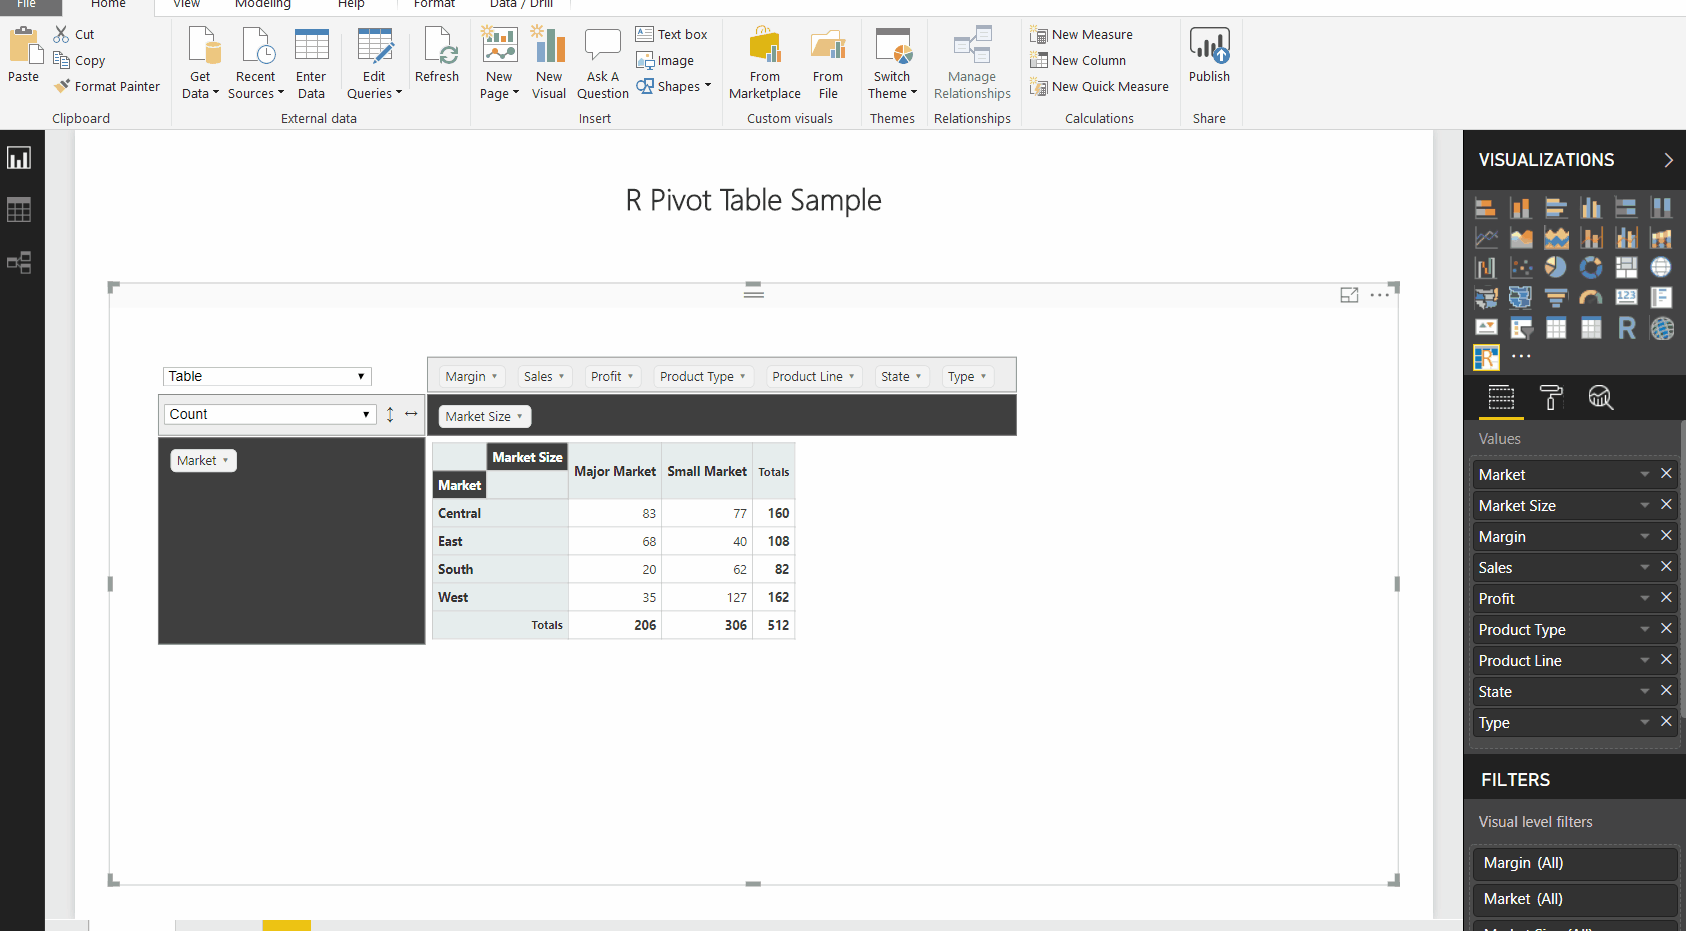 File Home View Modeling Help Format Data / Drill
Paste
Cut
Copy
Format Painter
Clipboard
Get Data
Recent Sources
Enter Data
Edit Queries
Refresh
External data
New Page
New Visual
Ask A Question
Text box
Image
Shapes
Insert
From Marketplace
From File
Custom visuals
Switch Theme
Themes
Manage Relationships
Relationships
New Measure
New Column
New Quick Measure
Calculations
Publish
Share
R Pivot Table Sample
Table
Margin Sales Profit Product Type Product Line State Type
Count
Market Size
Market
Market Size Major Market Small Market Totals
Market
Central 83 77 160
East 68 40 108
South 20 62 82
West 35 127 162
Totals 206 306 512
VISUALIZATIONS
123
R
R
Values
Market
Market Size
Margin
Sales
Profit
Product Type
Product Line
State
Type
FILTERS
Visual level filters
Margin (All)
Market (All)
Market Size (All)